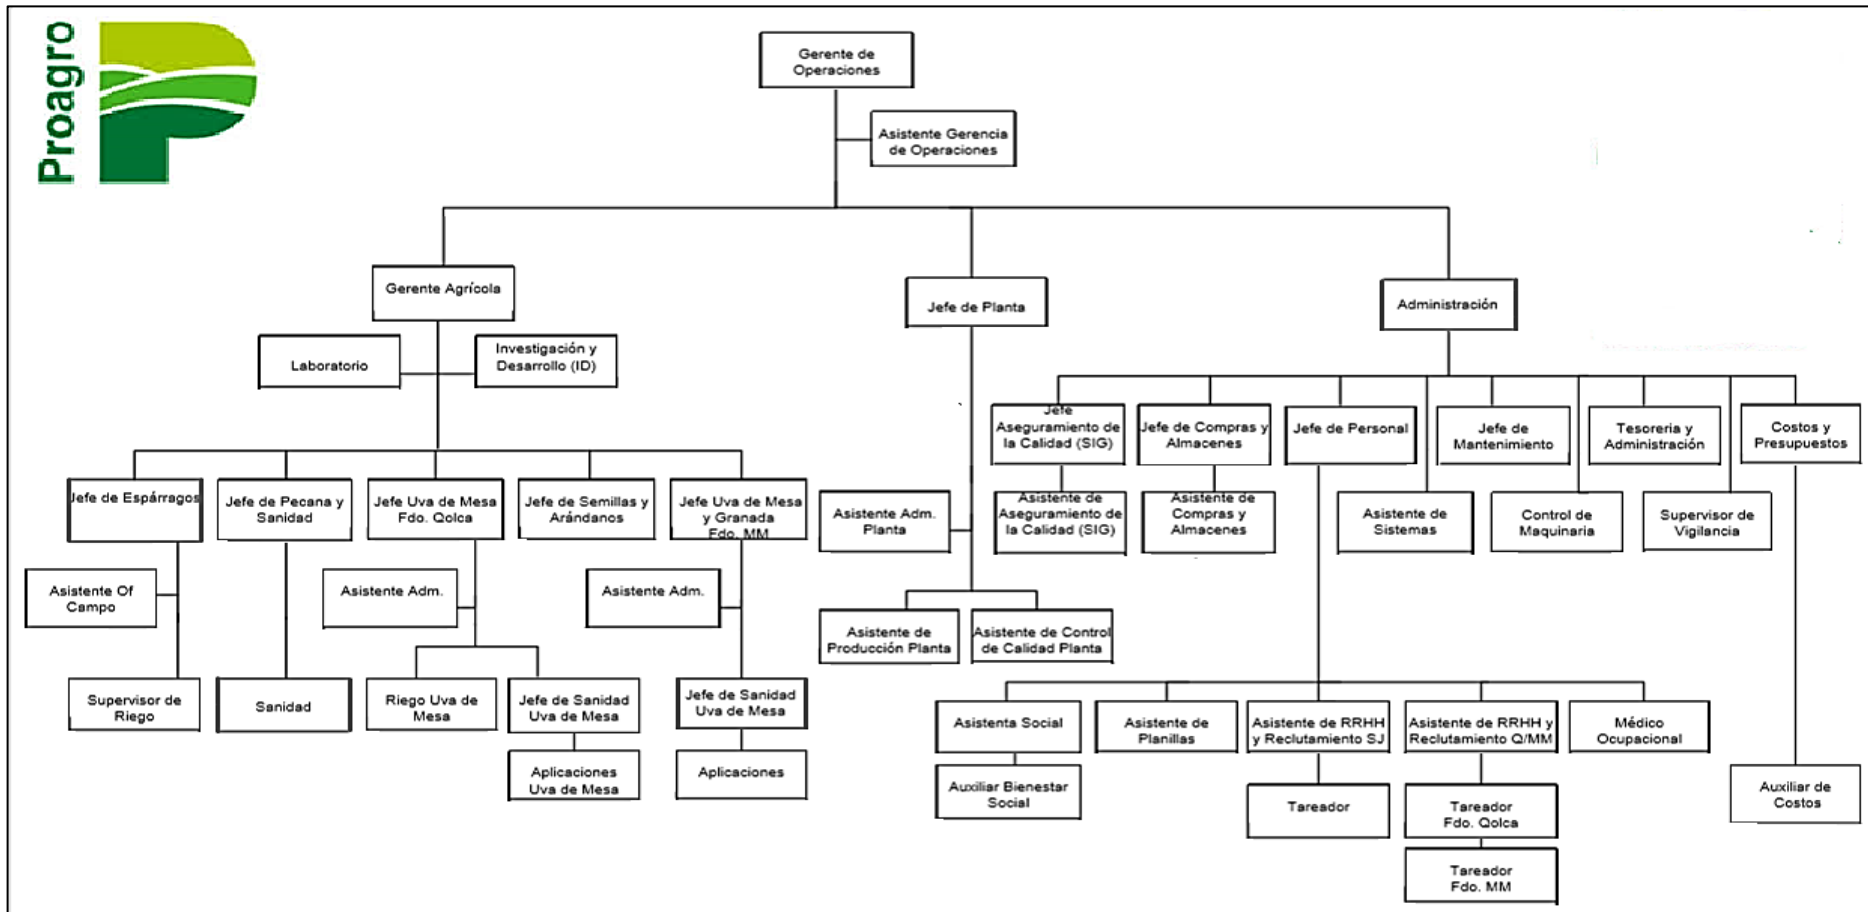 Proagro
Gerente de
Operaciones
Asistente Gerencia
de Operaciones
Gerente Agrícola
Jefe de Planta
Administración
Laboratorio
Investigación y
Desarrollo (ID)
Jefe
Aseguramiento de
la Calidad (SIG)
Jefe de Compras y
Almacenes
Jefe de Personal
Jefe de
Mantenimiento
Tesoreria y
Administración
Costos y
Presupuestos
Jefe de Espárragos
Jefe de Pecana y
Sanidad
Jefe Uva de Mesa
Fdo. Qolca
Jefe de Semillas y
Arándanos
Jefe Uva de Mesa
y Granada
Fdo. MM
Asistente Adm.
Planta
Asistente de
Aseguramiento de
la Calidad (SIG)
Asistente de
Compras y
Almacenes
Asistente de
Sistemas
Control de
Maquinaria
Supervisor de
Vigilancia
Asistente Of
Campo
Asistente Adm.
Asistente Adm.
Asistente de
Producción Planta
Asistente de Control
de Calidad Planta
Supervisor de
Riego
Sanidad
Riego Uva de
Mesa
Jefe de Sanidad
Uva de Mesa
Jefe de Sanidad
Uva de Mesa
Asistenta Social
Asistente de
Planillas
Asistente de RRHH
y Reclutamiento SJ
Asistente de RRHH y
Reclutamiento Q/MM
Médico
Ocupacional
Aplicaciones
Uva de Mesa
Aplicaciones
Auxiliar Bienestar
Social
Tareador
Tareador
Fdo. Qolca
Auxiliar de
Costos
Tareador
Fdo. MM